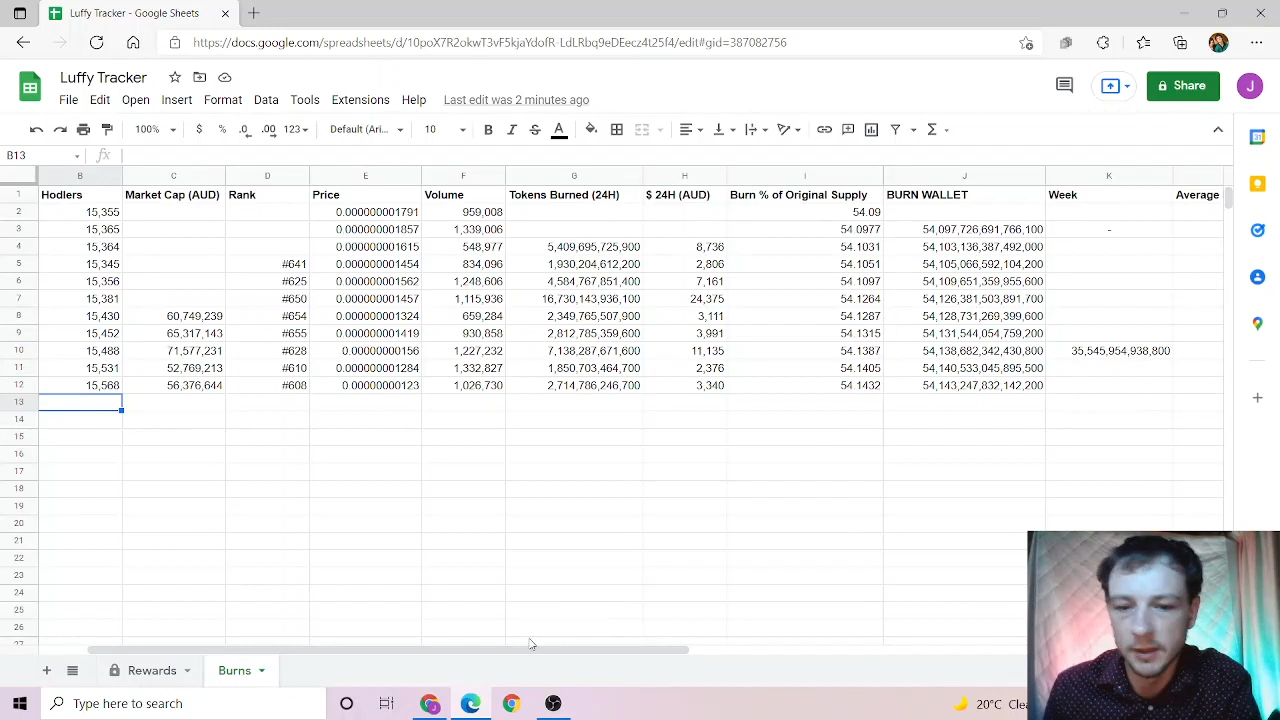 Luffy Tracker - Google Sheets
https://docs.google.com/spreadsheets/d/10poX7R2okwT3vF5kjpYdofR-LdLRbq9eDEecz4t25f4/edit#gid=387082756
Luffy Tracker
File Edit Open Insert Format Data Tools Extensions Help Last edit was 2 minutes ago
Share J
100% $ % .0 .00 123 Default (Ari... 10 B I S A
B13 fx
B C D E F G H I J K
1 Hodlers Market Cap (AUD) Rank Price Volume Tokens Burned (24H) $ 24H (AUD) Burn % of Original Supply BURN WALLET Week Average
2 15,355 0.000000001791 959,008 54.09
3 15,365 0.000000001857 1,339,006 54.0977 54,097,726,691,766,100 -
4 15,364 0.000000001615 548,977 5,409,695,725,900 8,736 54.1031 54,103,136,387,492,000
5 15,345 #641 0.000000001454 834,096 1,930,204,612,200 2,806 54.1051 54,105,066,592,104,200
6 15,356 #625 0.000000001562 1,248,606 4,584,767,851,400 7,161 54.1097 54,109,651,359,955,600
7 15,381 #650 0.000000001457 1,115,936 16,730,143,936,100 24,375 54.1264 54,126,381,503,891,700
8 15,430 60,749,239 #654 0.000000001324 659,284 2,349,765,507,900 3,111 54.1287 54,128,731,269,399,600
9 15,452 65,317,143 #655 0.000000001419 930,858 2,812,785,359,600 3,991 54.1315 54,131,544,054,759,200
10 15,488 71,577,231 #628 0.00000000156 1,227,232 7,138,287,671,600 11,135 54.1387 54,138,682,342,430,800 35,545,954,938,800
11 15,531 52,769,213 #610 0.000000001284 1,332,827 1,850,703,464,700 2,376 54.1405 54,140,533,045,895,500
12 15,568 56,376,644 #608 0.00000000123 1,026,730 2,714,786,246,700 3,340 54.1432 54,143,247,832,142,200
13
14
15
16
17
18
19
20
21
22
23
24
25
26
27
Rewards Burns
Type here to search 20°C